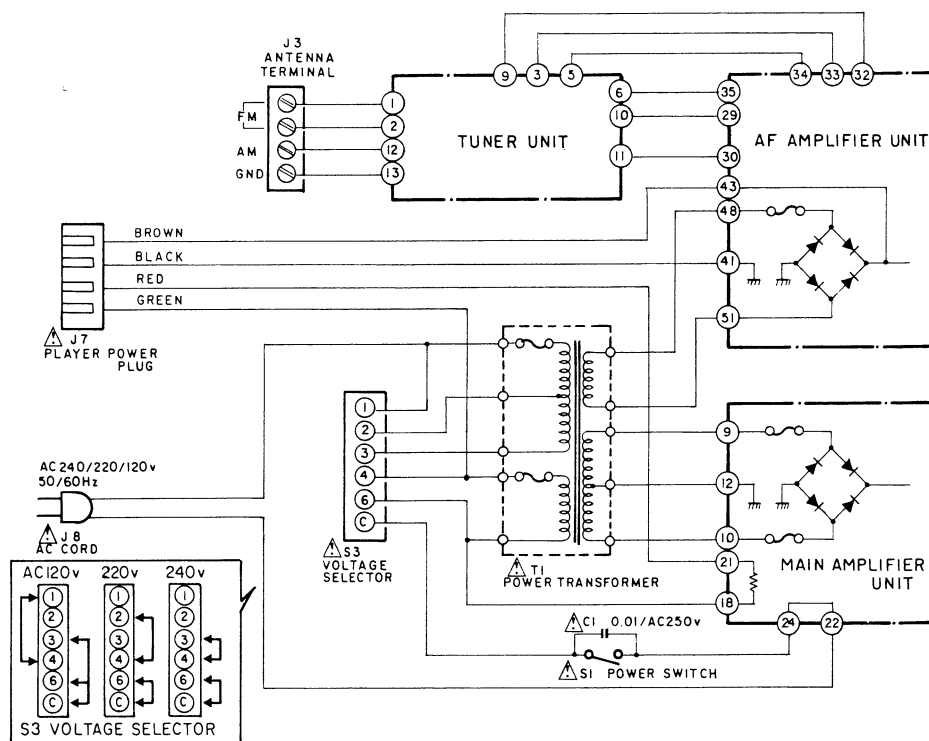 J3
ANTENNA
TERMINAL
9
3
5
34
33
32
FM
1
2
AM
12
GND
13
TUNER UNIT
6
10
11
35
29
30
AF AMPLIFIER UNIT
43
48
41
51
BROWN
BLACK
RED
GREEN
J7
PLAYER POWER
PLUG
1
2
3
4
6
C
S3
VOLTAGE
SELECTOR
AC240/220/120v
50/60Hz
J8
AC CORD
T1
POWER TRANSFORMER
9
12
10
21
18
24
22
MAIN AMPLIFIER
UNIT
C1 0.01/AC250v
S1 POWER SWITCH
AC120v 220v 240v
1 1 1
2 2 2
3 3 3
4 4 4
6 6 6
C C C
S3 VOLTAGE SELECTOR